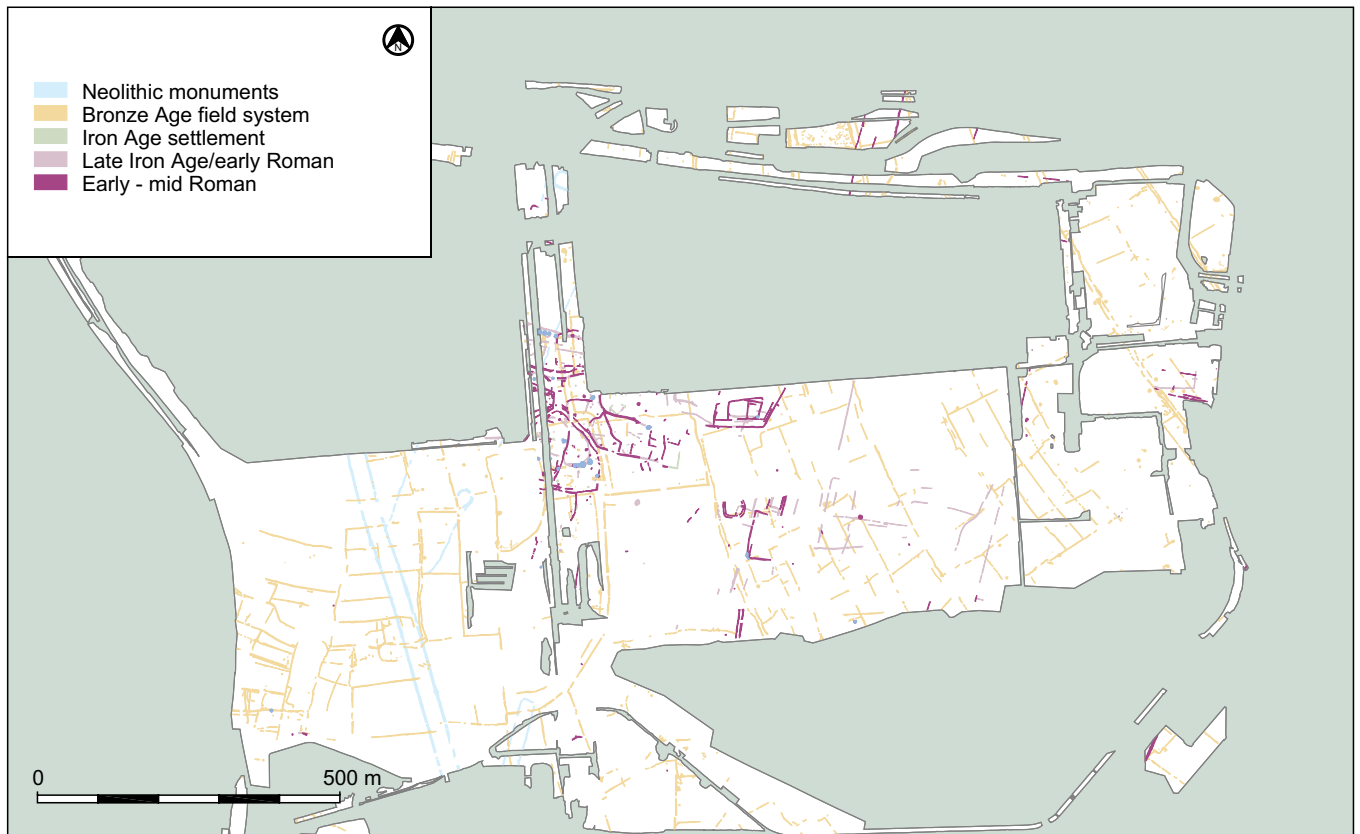 N
Neolithic monuments
Bronze Age field system
Iron Age settlement
Late Iron Age/early Roman
Early - mid Roman
0 500 m